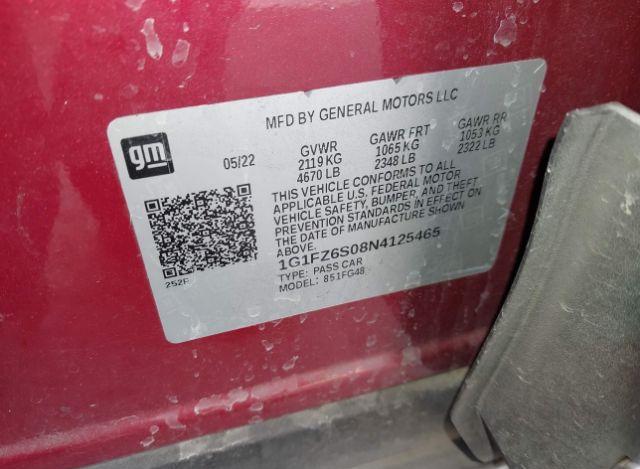 MFD BY GENERAL MOTORS LLC
gm
05/22
GVWR GAWR FRT GAWR RR
2119 KG 1065 KG 1053 KG
4670 LB 2348 LB 2322 LB
THIS VEHICLE CONFORMS TO ALL
APPLICABLE U.S. FEDERAL MOTOR
VEHICLE SAFETY, BUMPER, AND THEFT
PREVENTION STANDARDS IN EFFECT ON
THE DATE OF MANUFACTURE SHOWN
ABOVE.
1G1FZ6S08N4125465
TYPE: PASS CAR
MODEL: 851FG48
252F